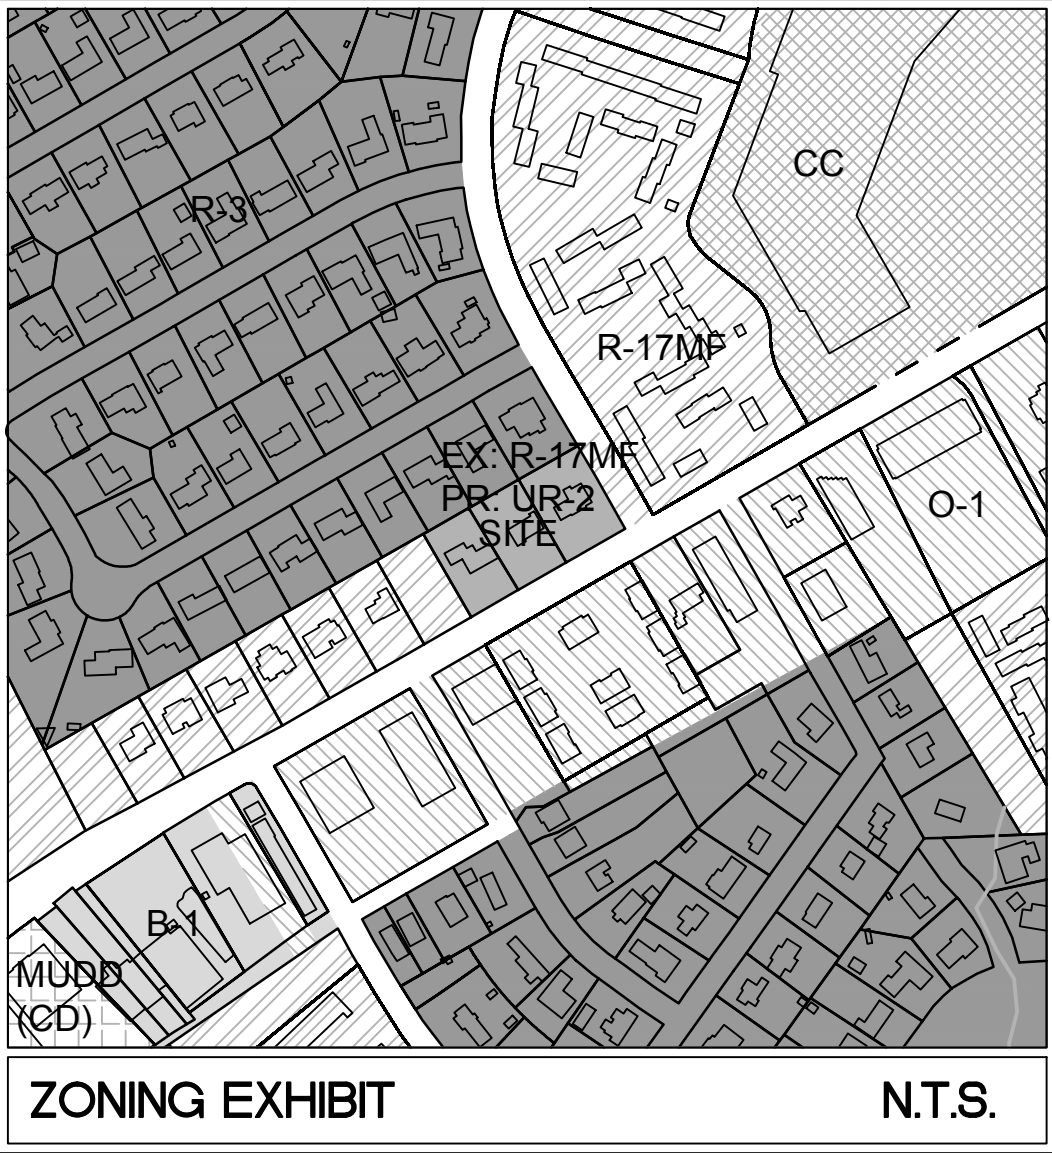 CC
R-3
R-17MF
EX: R-17MF
PR: UR-2
SITE
O-1
B-1
MUDD
(CD)
ZONING EXHIBIT
N.T.S.